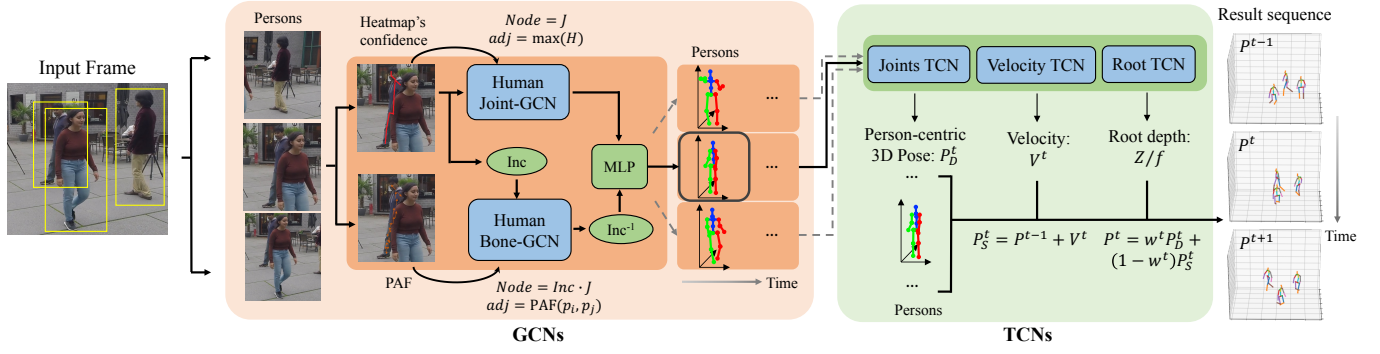 Input Frame
Persons
Heatmap's
confidence
Node = J
adj = max(H)
Human
Joint-GCN
Inc
MLP
Human
Bone-GCN
Inc⁻¹
PAF
Node = Inc · J
adj = PAF(pᵢ, pⱼ)
GCNs
Persons
...
...
...
Time
Joints TCN
Velocity TCN
Root TCN
Person-centric
3D Pose: P_D^t
...
...
Persons
Velocity:
V^t
Root depth:
Z/f
P_S^t = P^{t-1} + V^t
P^t = w^t P_D^t +
(1 − w^t)P_S^t
TCNs
Result sequence
P^{t-1}
P^t
P^{t+1}
Time